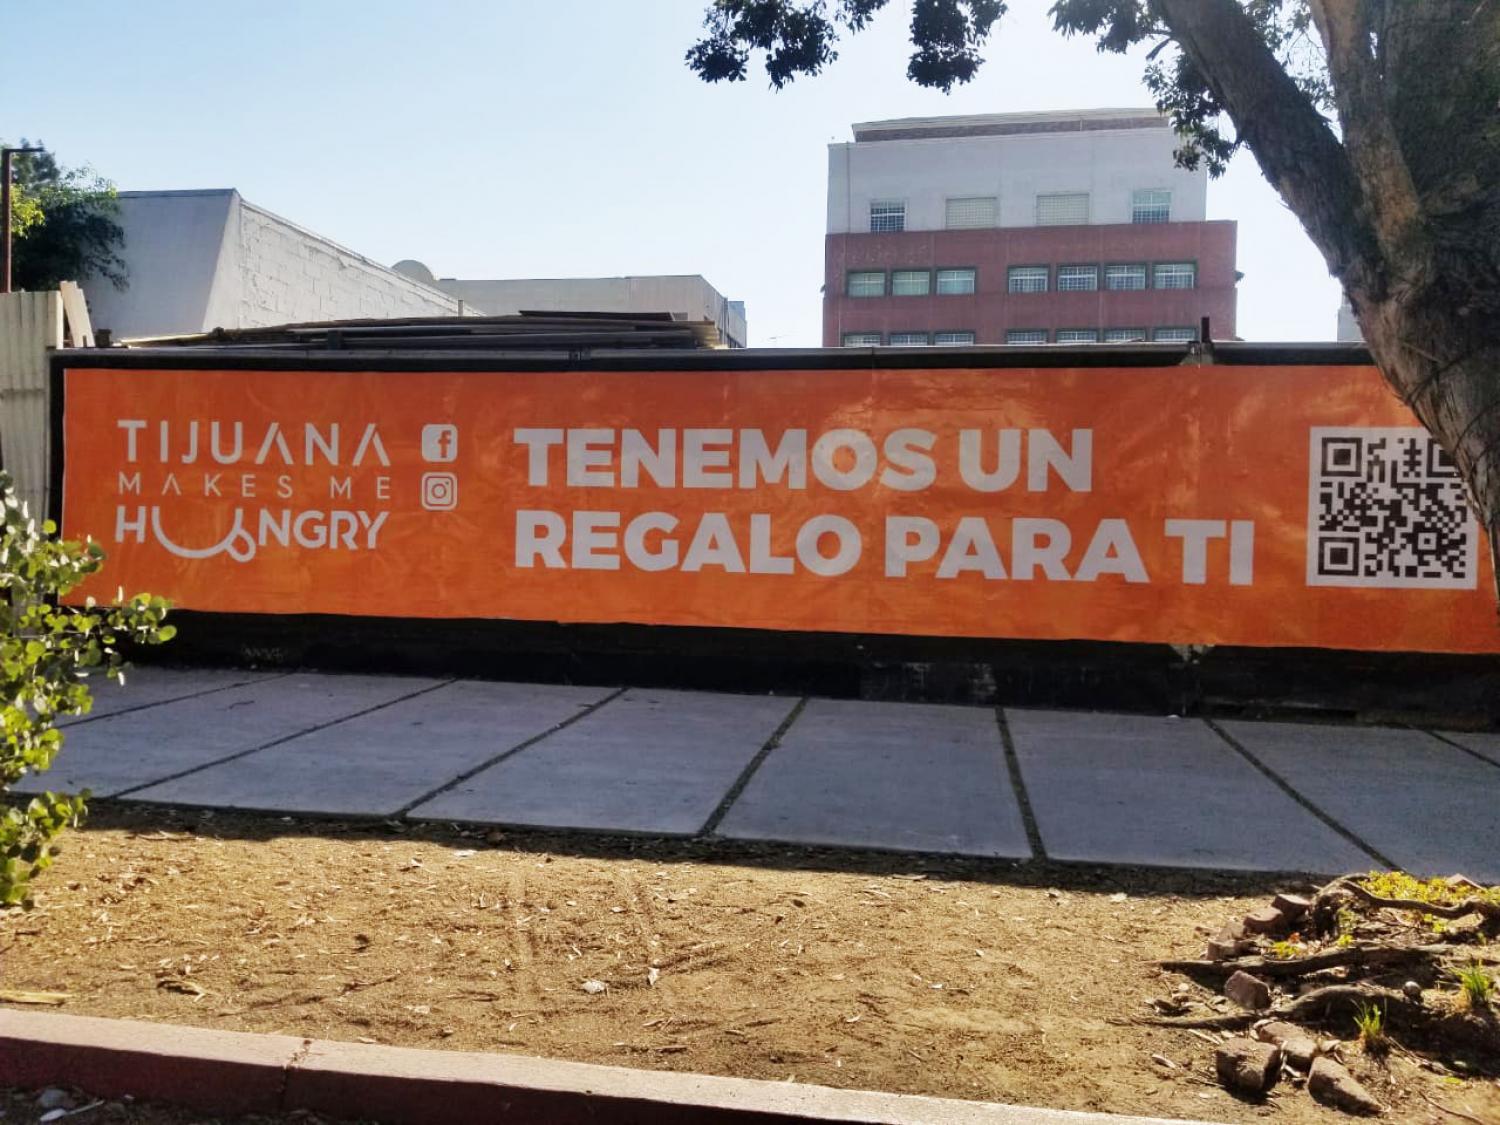 TIJUANA
MAKES ME
HUNGRY
TENEMOS UN
REGALO PARA TI